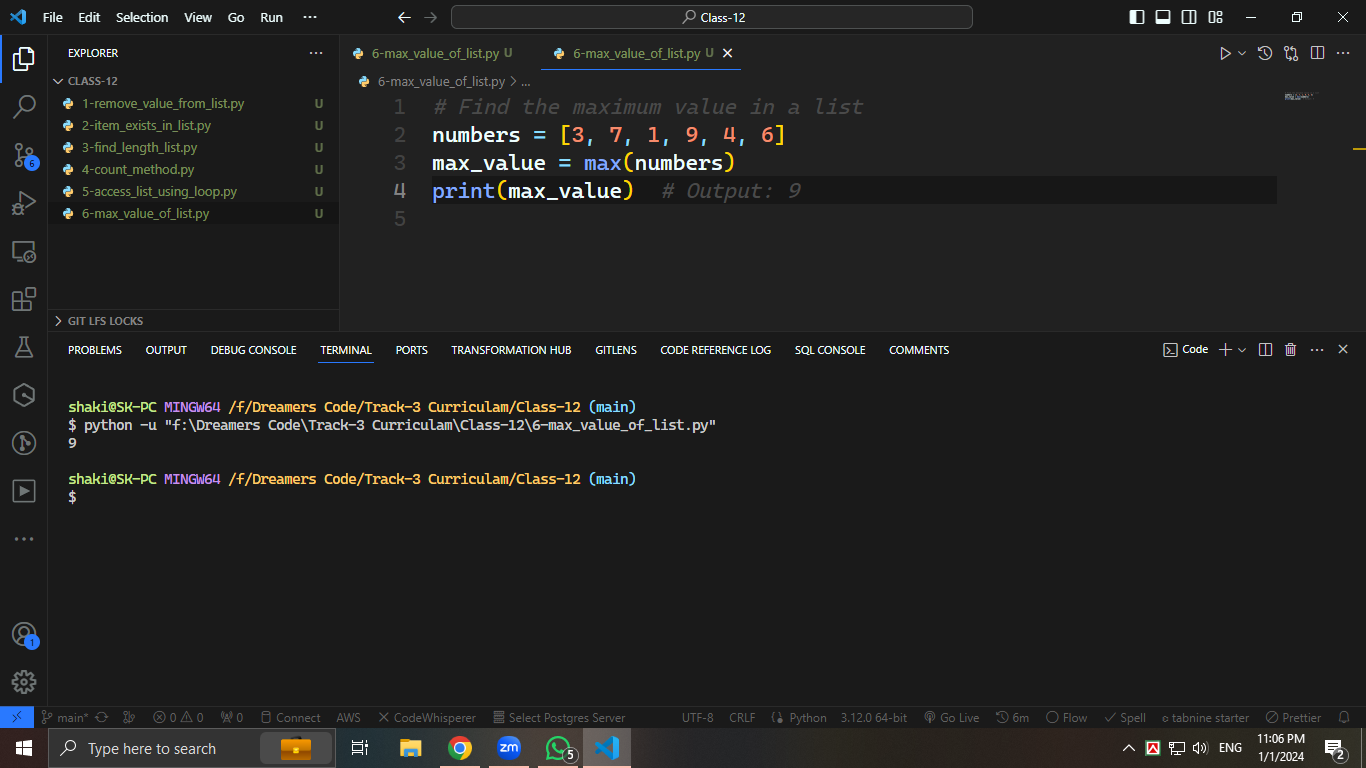 File Edit Selection View Go Run ··· Class-12
EXPLORER ···
CLASS-12
1-remove_value_from_list.py U
2-item_exists_in_list.py U
3-find_length_list.py U
4-count_method.py U
5-access_list_using_loop.py U
6-max_value_of_list.py U
GIT LFS LOCKS
6
1
6-max_value_of_list.py U 6-max_value_of_list.py U
6-max_value_of_list.py > ...
1 # Find the maximum value in a list
2 numbers = [3, 7, 1, 9, 4, 6]
3 max_value = max(numbers)
4 print(max_value) # Output: 9
5
PROBLEMS OUTPUT DEBUG CONSOLE TERMINAL PORTS TRANSFORMATION HUB GITLENS CODE REFERENCE LOG SQL CONSOLE COMMENTS Code
shaki@SK-PC MINGW64 /f/Dreamers Code/Track-3 Curriculam/Class-12 (main)
$ python -u "f:\Dreamers Code\Track-3 Curriculam\Class-12\6-max_value_of_list.py"
9
shaki@SK-PC MINGW64 /f/Dreamers Code/Track-3 Curriculam/Class-12 (main)
$
main* 0 0 0 Connect AWS CodeWhisperer Select Postgres Server UTF-8 CRLF Python 3.12.0 64-bit Go Live 6m Flow Spell tabnine starter Prettier
Type here to search zm 5 ENG 11:06 PM
1/1/2024 2